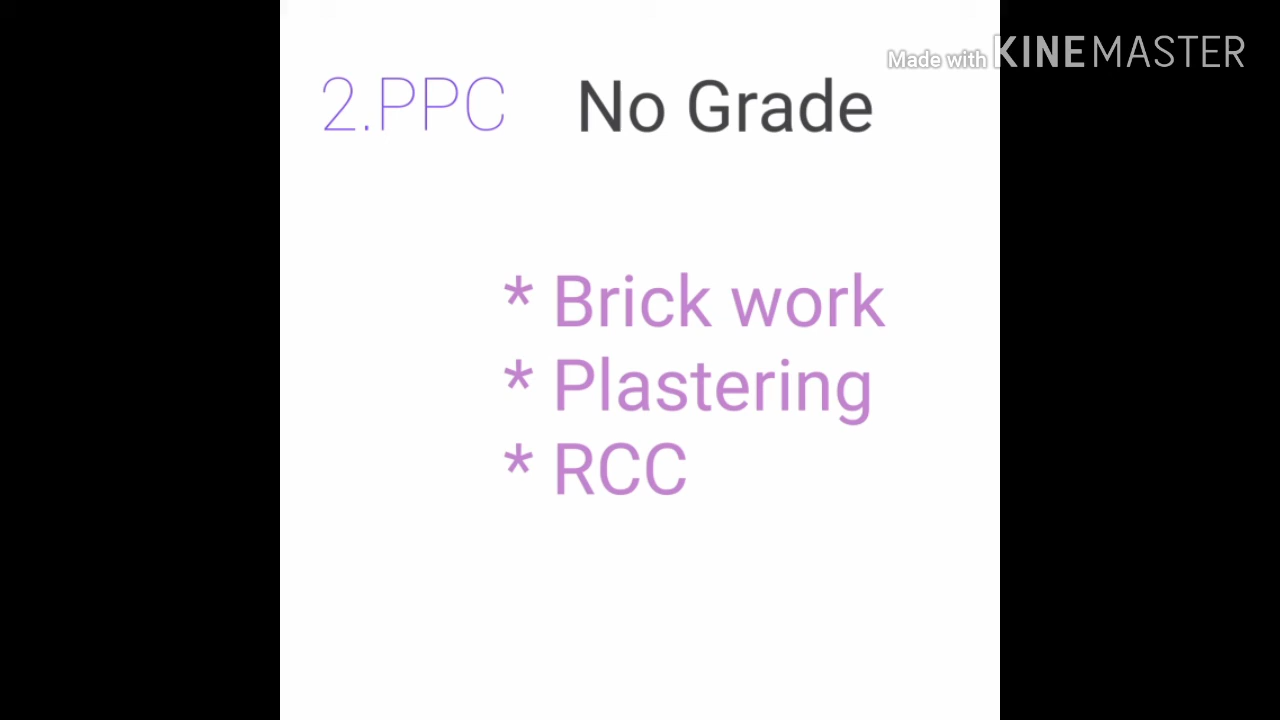 Made with KINEMASTER
2.PPC No Grade
* Brick work
* Plastering
* RCC